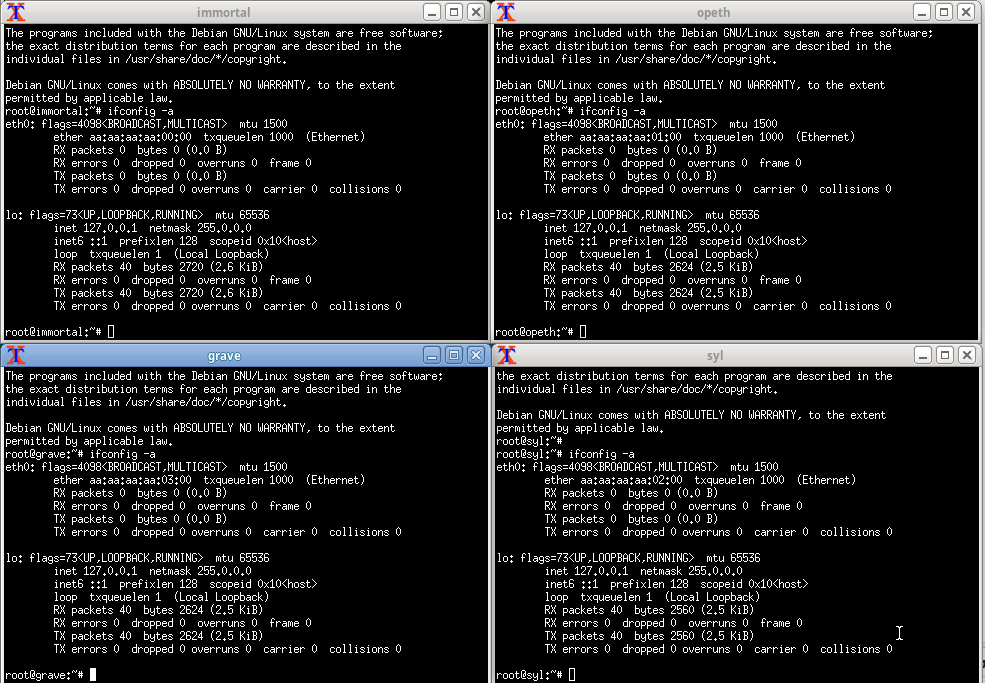 immortal
The programs included with the Debian GNU/Linux system are free software;
the exact distribution terms for each program are described in the
individual files in /usr/share/doc/*/copyright.
Debian GNU/Linux comes with ABSOLUTELY NO WARRANTY, to the extent
permitted by applicable law.
root@immortal:~# ifconfig -a
eth0: flags=4098<BROADCAST,MULTICAST>  mtu 1500
ether aa:aa:aa:aa:00:00  txqueuelen 1000  (Ethernet)
RX packets 0  bytes 0 (0.0 B)
RX errors 0  dropped 0  overruns 0  frame 0
TX packets 0  bytes 0 (0.0 B)
TX errors 0  dropped 0 overruns 0  carrier 0  collisions 0
lo: flags=73<UP,LOOPBACK,RUNNING>  mtu 65536
inet 127.0.0.1  netmask 255.0.0.0
inet6 ::1  prefixlen 128  scopeid 0x10<host>
loop  txqueuelen 1  (Local Loopback)
RX packets 40  bytes 2720 (2.6 KiB)
RX errors 0  dropped 0  overruns 0  frame 0
TX packets 40  bytes 2720 (2.6 KiB)
TX errors 0  dropped 0 overruns 0  carrier 0  collisions 0
root@immortal:~#
opeth
The programs included with the Debian GNU/Linux system are free software;
the exact distribution terms for each program are described in the
individual files in /usr/share/doc/*/copyright.
Debian GNU/Linux comes with ABSOLUTELY NO WARRANTY, to the extent
permitted by applicable law.
root@opeth:~# ifconfig -a
eth0: flags=4098<BROADCAST,MULTICAST>  mtu 1500
ether aa:aa:aa:aa:01:00  txqueuelen 1000  (Ethernet)
RX packets 0  bytes 0 (0.0 B)
RX errors 0  dropped 0  overruns 0  frame 0
TX packets 0  bytes 0 (0.0 B)
TX errors 0  dropped 0 overruns 0  carrier 0  collisions 0
lo: flags=73<UP,LOOPBACK,RUNNING>  mtu 65536
inet 127.0.0.1  netmask 255.0.0.0
inet6 ::1  prefixlen 128  scopeid 0x10<host>
loop  txqueuelen 1  (Local Loopback)
RX packets 40  bytes 2624 (2.5 KiB)
RX errors 0  dropped 0  overruns 0  frame 0
TX packets 40  bytes 2624 (2.5 KiB)
TX errors 0  dropped 0 overruns 0  carrier 0  collisions 0
root@opeth:~#
grave
The programs included with the Debian GNU/Linux system are free software;
the exact distribution terms for each program are described in the
individual files in /usr/share/doc/*/copyright.
Debian GNU/Linux comes with ABSOLUTELY NO WARRANTY, to the extent
permitted by applicable law.
root@grave:~# ifconfig -a
eth0: flags=4098<BROADCAST,MULTICAST>  mtu 1500
ether aa:aa:aa:aa:03:00  txqueuelen 1000  (Ethernet)
RX packets 0  bytes 0 (0.0 B)
RX errors 0  dropped 0  overruns 0  frame 0
TX packets 0  bytes 0 (0.0 B)
TX errors 0  dropped 0 overruns 0  carrier 0  collisions 0
lo: flags=73<UP,LOOPBACK,RUNNING>  mtu 65536
inet 127.0.0.1  netmask 255.0.0.0
inet6 ::1  prefixlen 128  scopeid 0x10<host>
loop  txqueuelen 1  (Local Loopback)
RX packets 40  bytes 2624 (2.5 KiB)
RX errors 0  dropped 0  overruns 0  frame 0
TX packets 40  bytes 2624 (2.5 KiB)
TX errors 0  dropped 0 overruns 0  carrier 0  collisions 0
root@grave:~#
syl
the exact distribution terms for each program are described in the
individual files in /usr/share/doc/*/copyright.
Debian GNU/Linux comes with ABSOLUTELY NO WARRANTY, to the extent
permitted by applicable law.
root@syl:~#
root@syl:~# ifconfig -a
eth0: flags=4098<BROADCAST,MULTICAST>  mtu 1500
ether aa:aa:aa:aa:02:00  txqueuelen 1000  (Ethernet)
RX packets 0  bytes 0 (0.0 B)
RX errors 0  dropped 0  overruns 0  frame 0
TX packets 0  bytes 0 (0.0 B)
TX errors 0  dropped 0 overruns 0  carrier 0  collisions 0
lo: flags=73<UP,LOOPBACK,RUNNING>  mtu 65536
inet 127.0.0.1  netmask 255.0.0.0
inet6 ::1  prefixlen 128  scopeid 0x10<host>
loop  txqueuelen 1  (Local Loopback)
RX packets 40  bytes 2560 (2.5 KiB)
RX errors 0  dropped 0  overruns 0  frame 0
TX packets 40  bytes 2560 (2.5 KiB)
TX errors 0  dropped 0 overruns 0  carrier 0  collisions 0
root@syl:~#